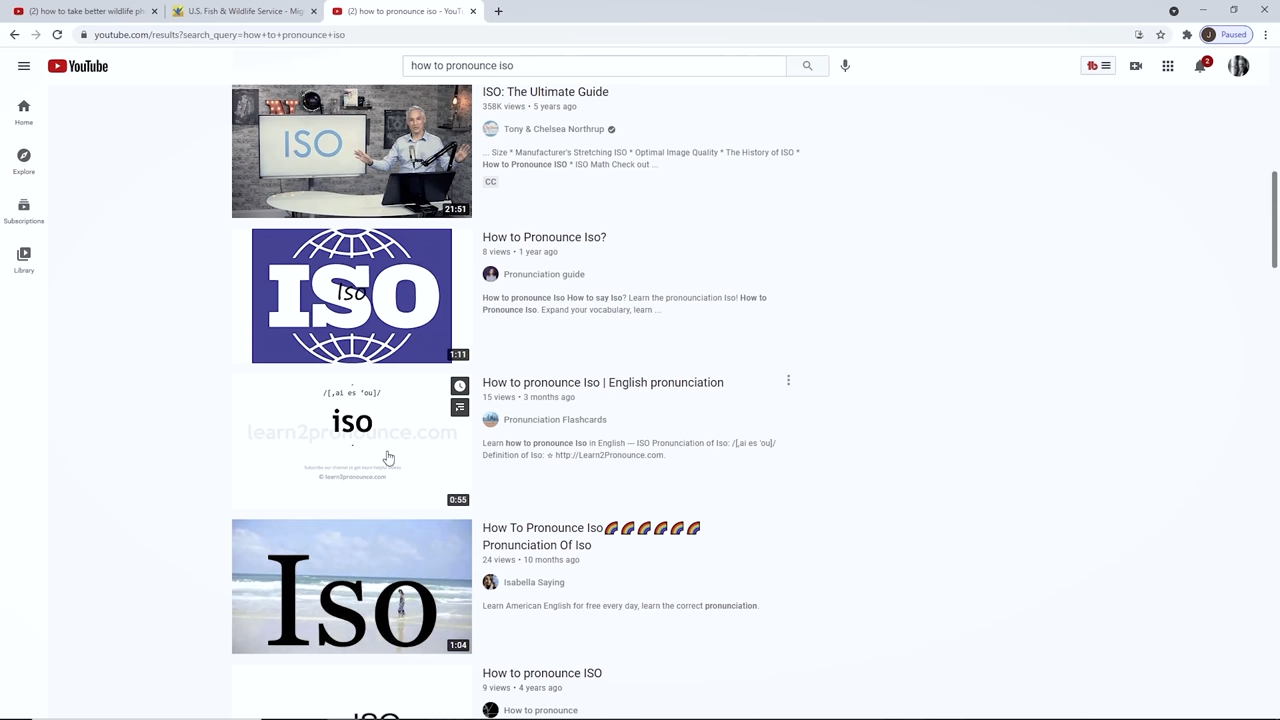 (2) how to take better wildlife ph
U.S. Fish & Wildlife Service - Mig
(2) how to pronounce iso - YouT
J
Paused
youtube.com/results?search_query=how+to+pronounce+iso
YouTube
how to pronounce iso
2
Home
Explore
Subscriptions
Library
ISO
21:51
ISO: The Ultimate Guide
358K views • 5 years ago
Tony & Chelsea Northrup
... Size * Manufacturer's Stretching ISO * Optimal Image Quality * The History of ISO *
How to Pronounce ISO * ISO Math Check out ...
CC
ISO
Iso
1:11
How to Pronounce Iso?
8 views • 1 year ago
Pronunciation guide
How to pronounce Iso How to say Iso? Learn the pronounciation Iso! How to
Pronounce Iso. Expand your vocabulary, learn ...
/[ˌai es ˈou]/
iso
learn2pronounce.com
© learn2pronounce.com
0:55
How to pronounce Iso | English pronunciation
15 views • 3 months ago
Pronunciation Flashcards
Learn how to pronounce Iso in English --- ISO Pronunciation of Iso: /[ˌai es ˈou]/
Definition of Iso: ☆ http://Learn2Pronounce.com.
Iso
1:04
How To Pronounce Iso🌈🌈🌈🌈🌈🌈
Pronunciation Of Iso
24 views • 10 months ago
Isabella Saying
Learn American English for free every day, learn the correct pronunciation.
ISO
How to pronounce ISO
9 views • 4 years ago
How to pronounce